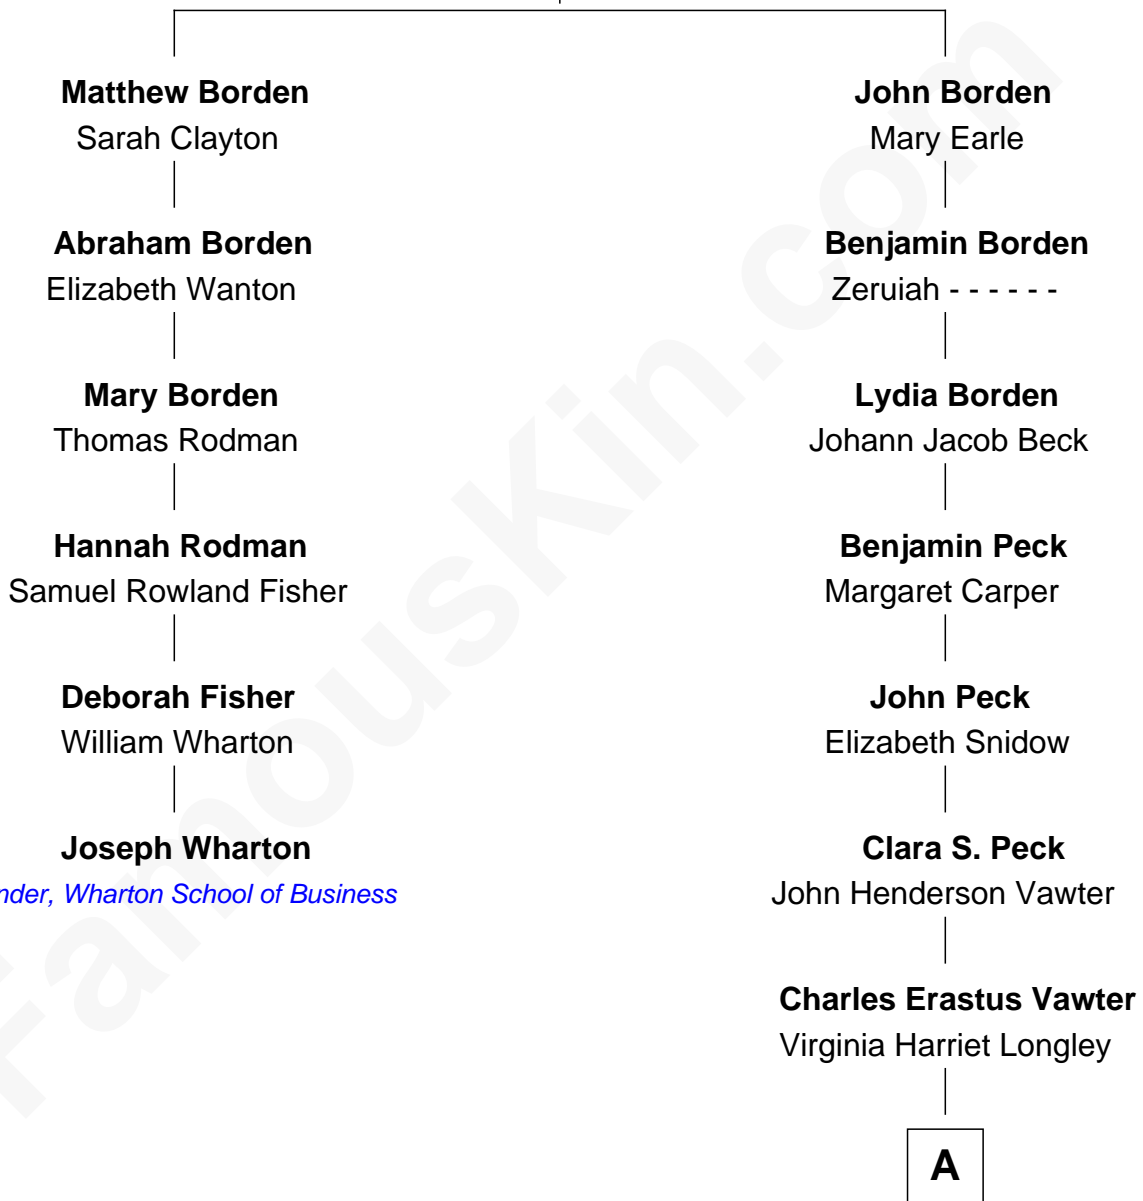 Matthew Borden
Sarah Clayton
Abraham Borden
Elizabeth Wanton
Mary Borden
Thomas Rodman
Hannah Rodman
Samuel Rowland Fisher
Deborah Fisher
William Wharton
Joseph Wharton
nder, Wharton School of Business
John Borden
Mary Earle
Benjamin Borden
Zeruiah - - - - - -
Lydia Borden
Johann Jacob Beck
Benjamin Peck
Margaret Carper
John Peck
Elizabeth Snidow
Clara S. Peck
John Henderson Vawter
Charles Erastus Vawter
Virginia Harriet Longley
A
FamousKin.com